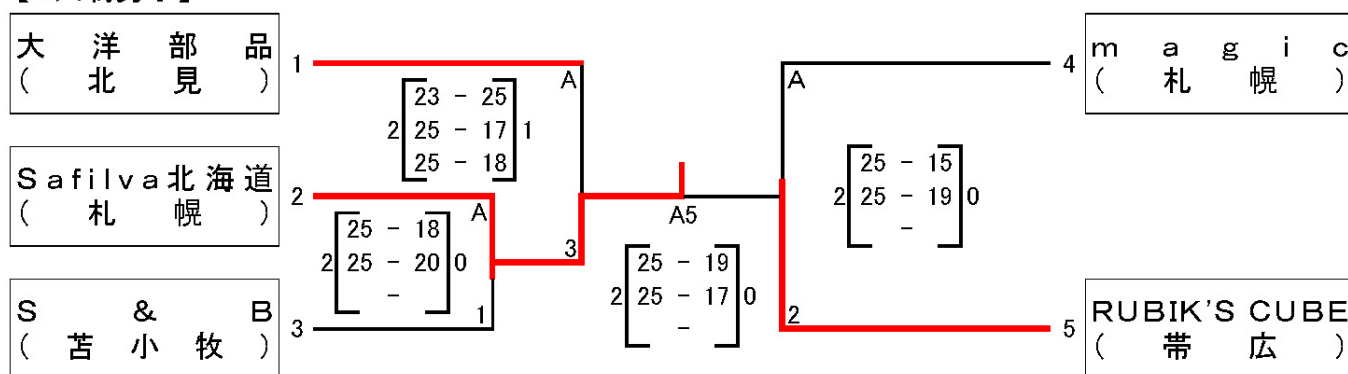 大洋部品
(北見)
1
A
23 - 25
2 25 - 17 1
25 - 18
Safilva北海道
(札幌)
2
A
25 - 18
2 25 - 20 0
-
3
S & B
(苫小牧)
3
1
A5
25 - 19
2 25 - 17 0
-
magic
(札幌)
4
A
25 - 15
2 25 - 19 0
-
2
RUBIK'S CUBE
(帯広)
5